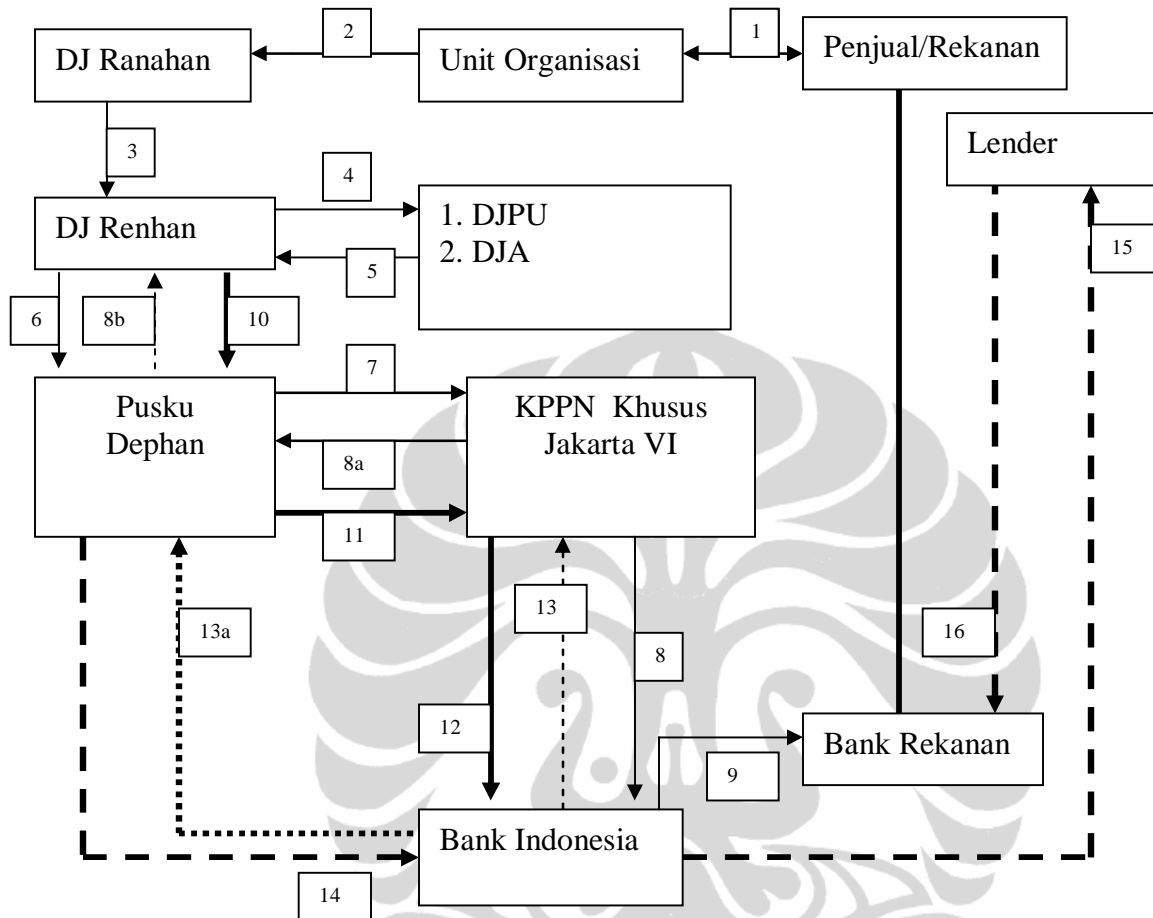 2
1
DJ Ranahan
Unit Organisasi
Penjual/Rekanan
3
Lender
4
DJ Renhan
1. DJPU
2. DJA
5
15
6
8b
10
7
Pusku
Dephan
KPPN Khusus
Jakarta VI
8a
11
13a
13
8
16
12
9
Bank Rekanan
Bank Indonesia
14